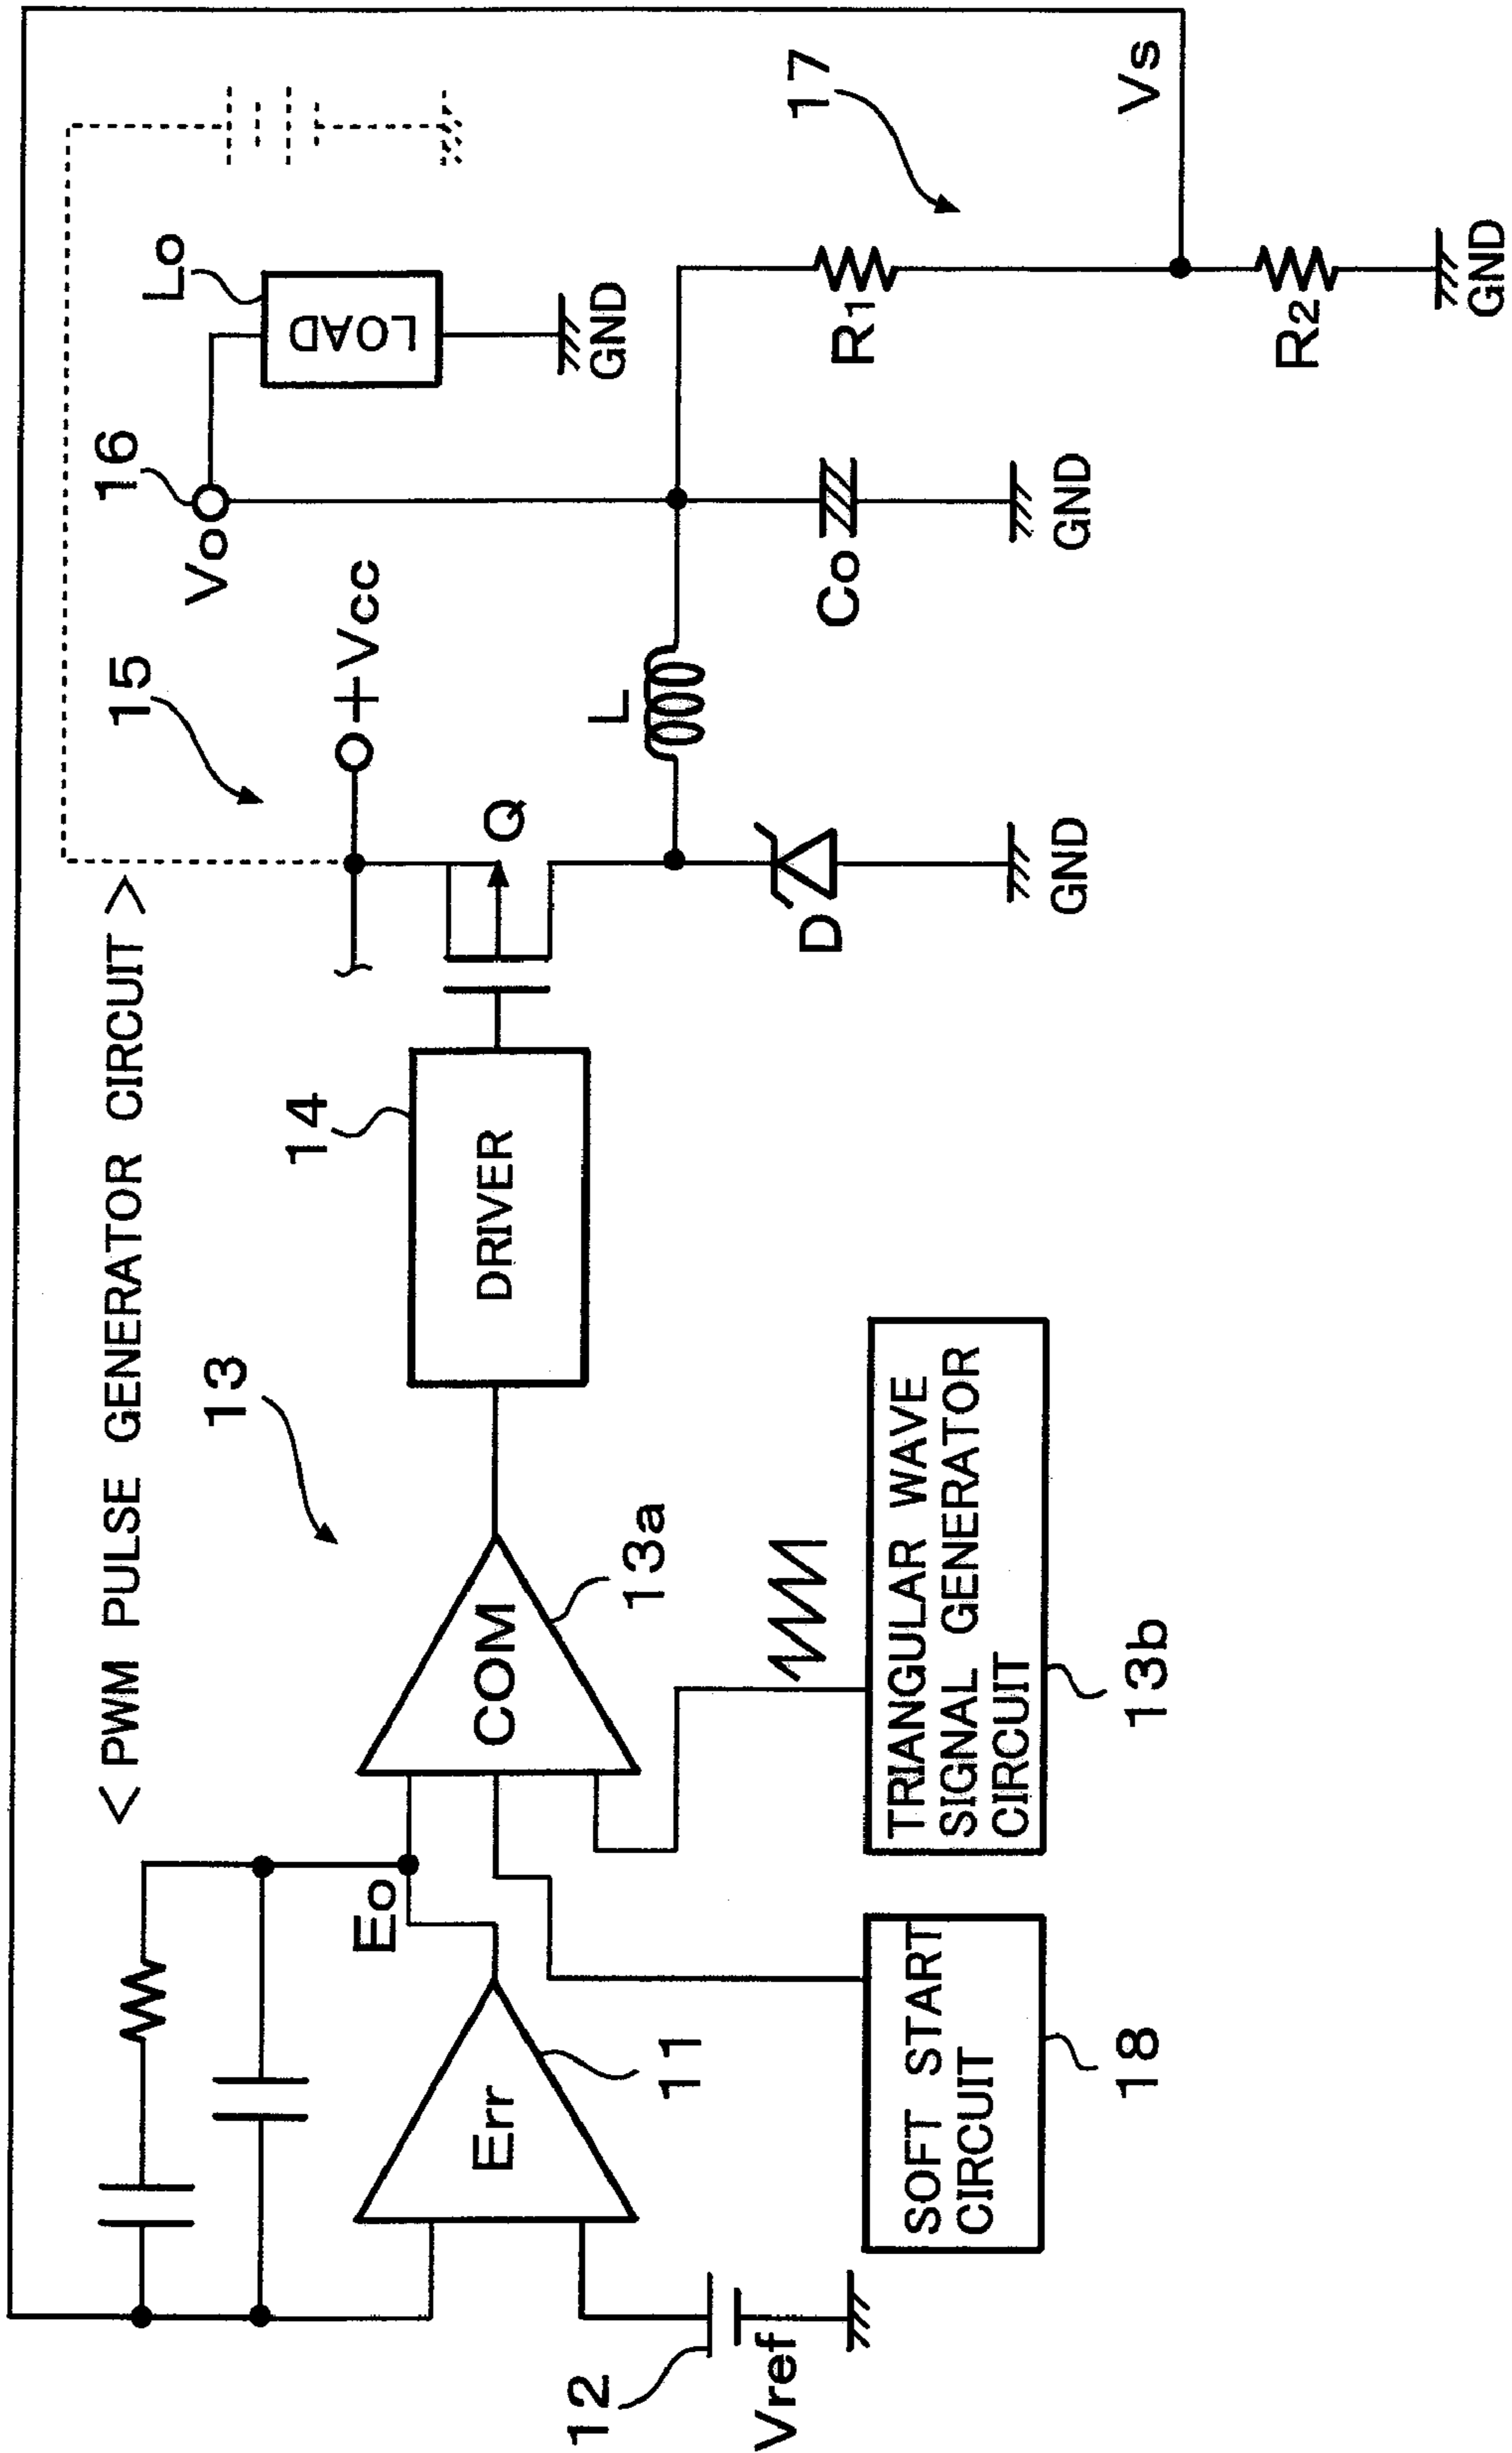 < PWM PULSE GENERATOR CIRCUIT >
13
15
16
Vo
Lo
LOAD
GND
+Vcc
14
DRIVER
Q
L
17
Eo
Err
11
COM
13a
12
Vref
SOFT START
CIRCUIT
18
TRIANGULAR WAVE
SIGNAL GENERATOR
CIRCUIT
13b
D
GND
Co
GND
R1
Vs
R2
GND